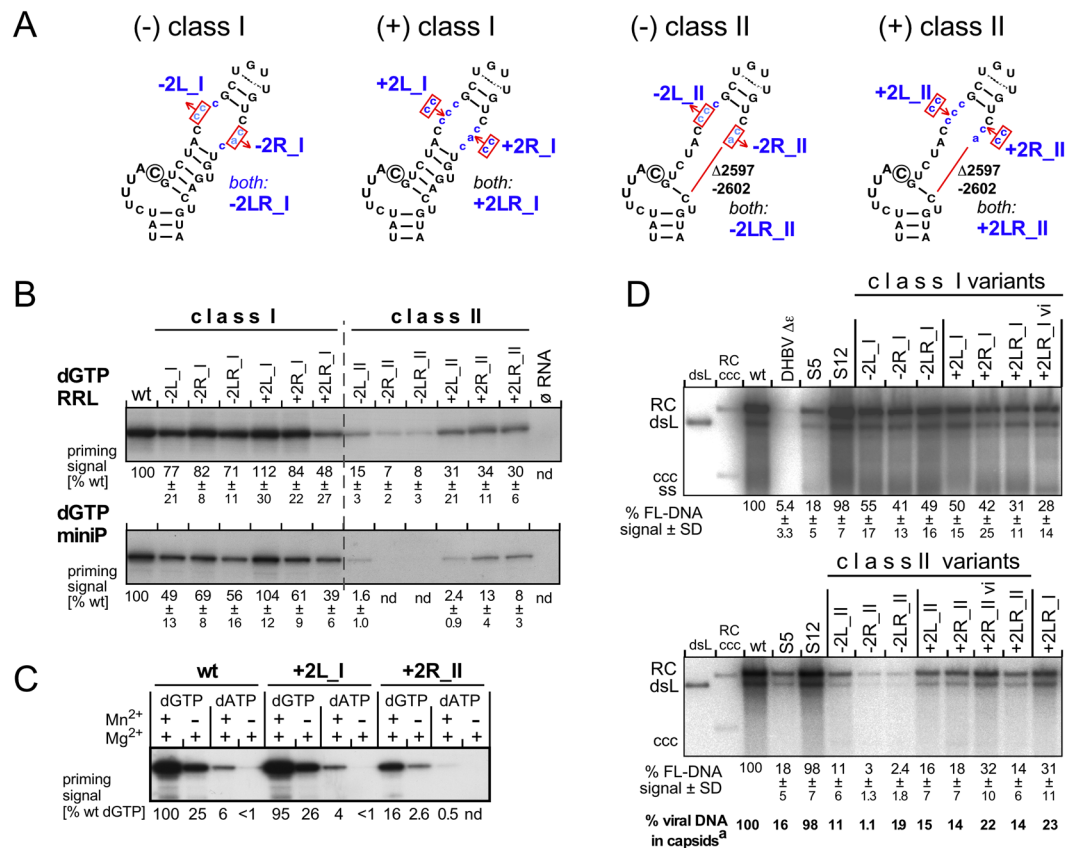 A
(-) class I
(+) class I
(-) class II
(+) class II
-2L_I
-2R_I
both:
-2LR_I
+2L_I
+2R_I
both:
+2LR_I
-2L_II
-2R_II
Δ2597
-2602
both:
-2LR_II
+2L_II
+2R_II
Δ2597
-2602
both:
+2LR_II
B
class I
class II
dGTP
RRL
wt
-2L_I
-2R_I
-2LR_I
+2L_I
+2R_I
+2LR_I
-2L_II
-2R_II
-2LR_II
+2L_II
+2R_II
+2LR_II
ø RNA
priming
signal
[% wt]
100 77 82 71 112 84 48 15 7 8 31 34 30 nd
± ± ± ± ± ± ± ± ± ± ± ±
21 8 11 30 22 27 3 2 3 21 11 6
dGTP
miniP
priming
signal
[% wt]
100 49 69 56 104 61 39 1.6 nd nd 2.4 13 8 nd
± ± ± ± ± ± ± ± ± ±
13 8 16 12 9 6 1.0 0.9 4 3
C
wt +2L_I +2R_II
dGTP dATP dGTP dATP dGTP dATP
Mn2+ + - + - + - + - + - + -
Mg2+ + + + + + + + + + + + +
priming
signal
[% wt dGTP]
100 25 6 <1 95 26 4 <1 16 2.6 0.5 nd
D
class I variants
dsL
RC
ccc
wt
DHBV Δε
S5
S12
-2L_I
-2R_I
-2LR_I
+2L_I
+2R_I
+2LR_I
+2LR_I vi
RC
dsL
ccc
ss
100 5.4 18 98 55 41 49 50 42 31 28
% FL-DNA
signal ± SD
± ± ± ± ± ± ± ± ± ±
3.3 5 7 17 13 16 15 25 11 14
class II variants
dsL
RC
ccc
wt
S5
S12
-2L_II
-2R_II
-2LR_II
+2L_II
+2R_II
+2R_II vi
+2LR_II
+2LR_I
RC
dsL
ccc
100 18 98 11 3 2.4 16 18 32 14 31
% FL-DNA
signal ± SD
± ± ± ± ± ± ± ± ± ±
5 7 6 1.3 1.8 7 7 10 6 11
% viral DNA
in capsidsa
100 16 98 11 1.1 1.9 15 14 22 14 23